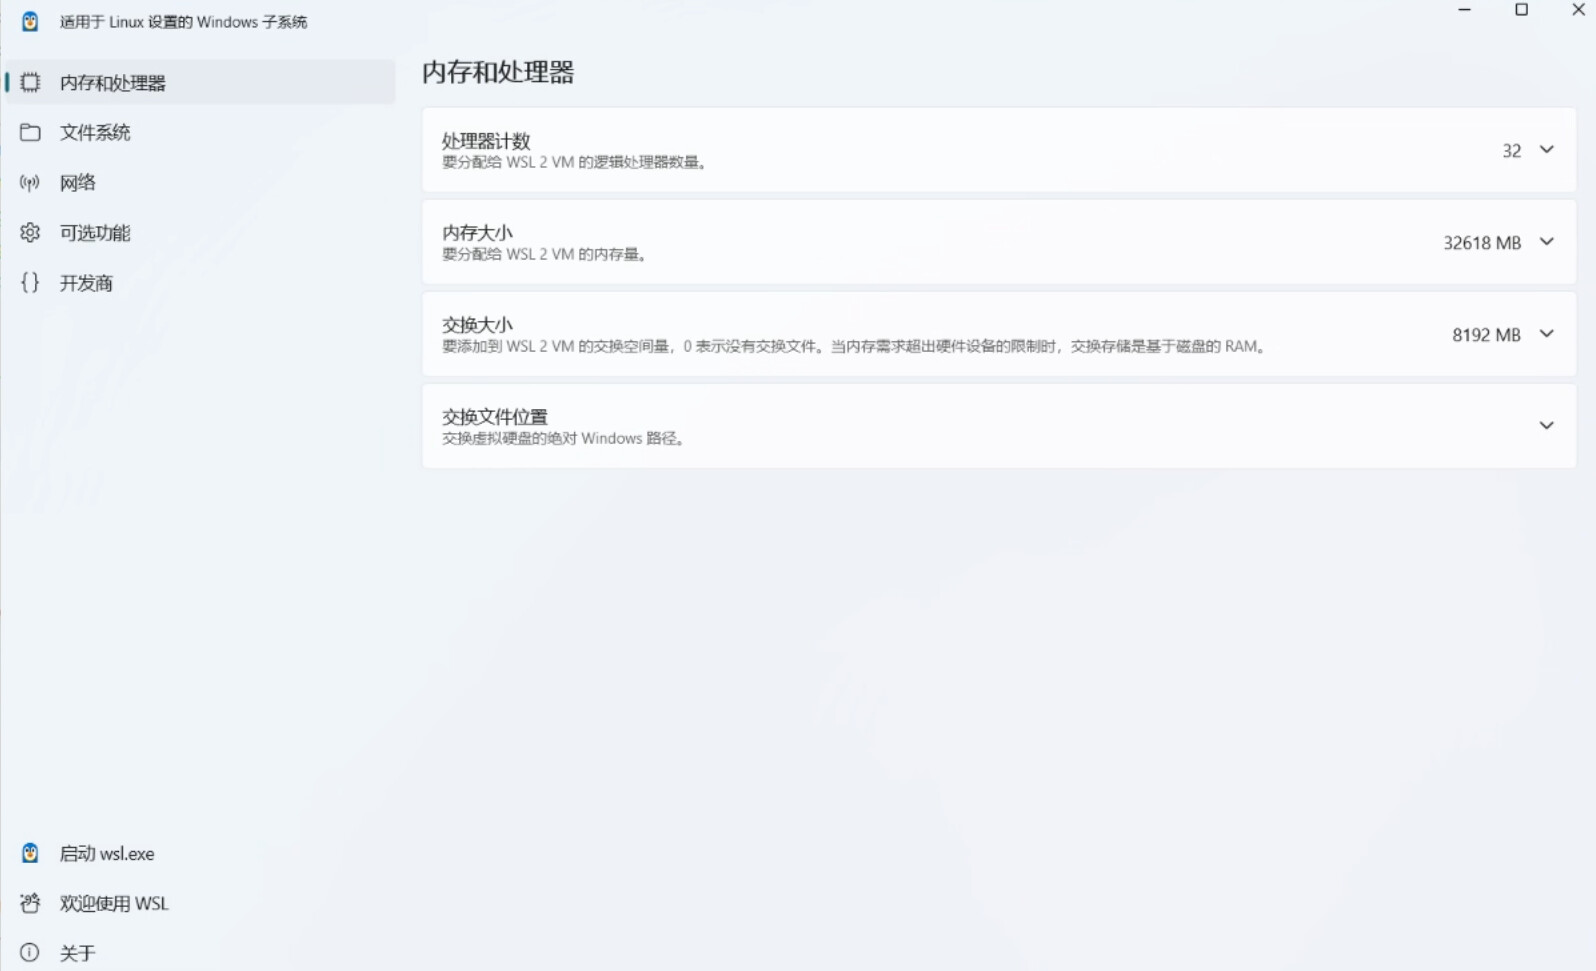 适用于 Linux 设置的 Windows 子系统
内存和处理器
文件系统
网络
可选功能
开发商
启动 wsl.exe
欢迎使用 WSL
关于
内存和处理器
处理器计数
要分配给 WSL 2 VM 的逻辑处理器数量。
32
内存大小
要分配给 WSL 2 VM 的内存量。
32618 MB
交换大小
要添加到 WSL 2 VM 的交换空间量，0 表示没有交换文件。当内存需求超出硬件设备的限制时，交换存储是基于磁盘的 RAM。
8192 MB
交换文件位置
交换虚拟硬盘的绝对 Windows 路径。